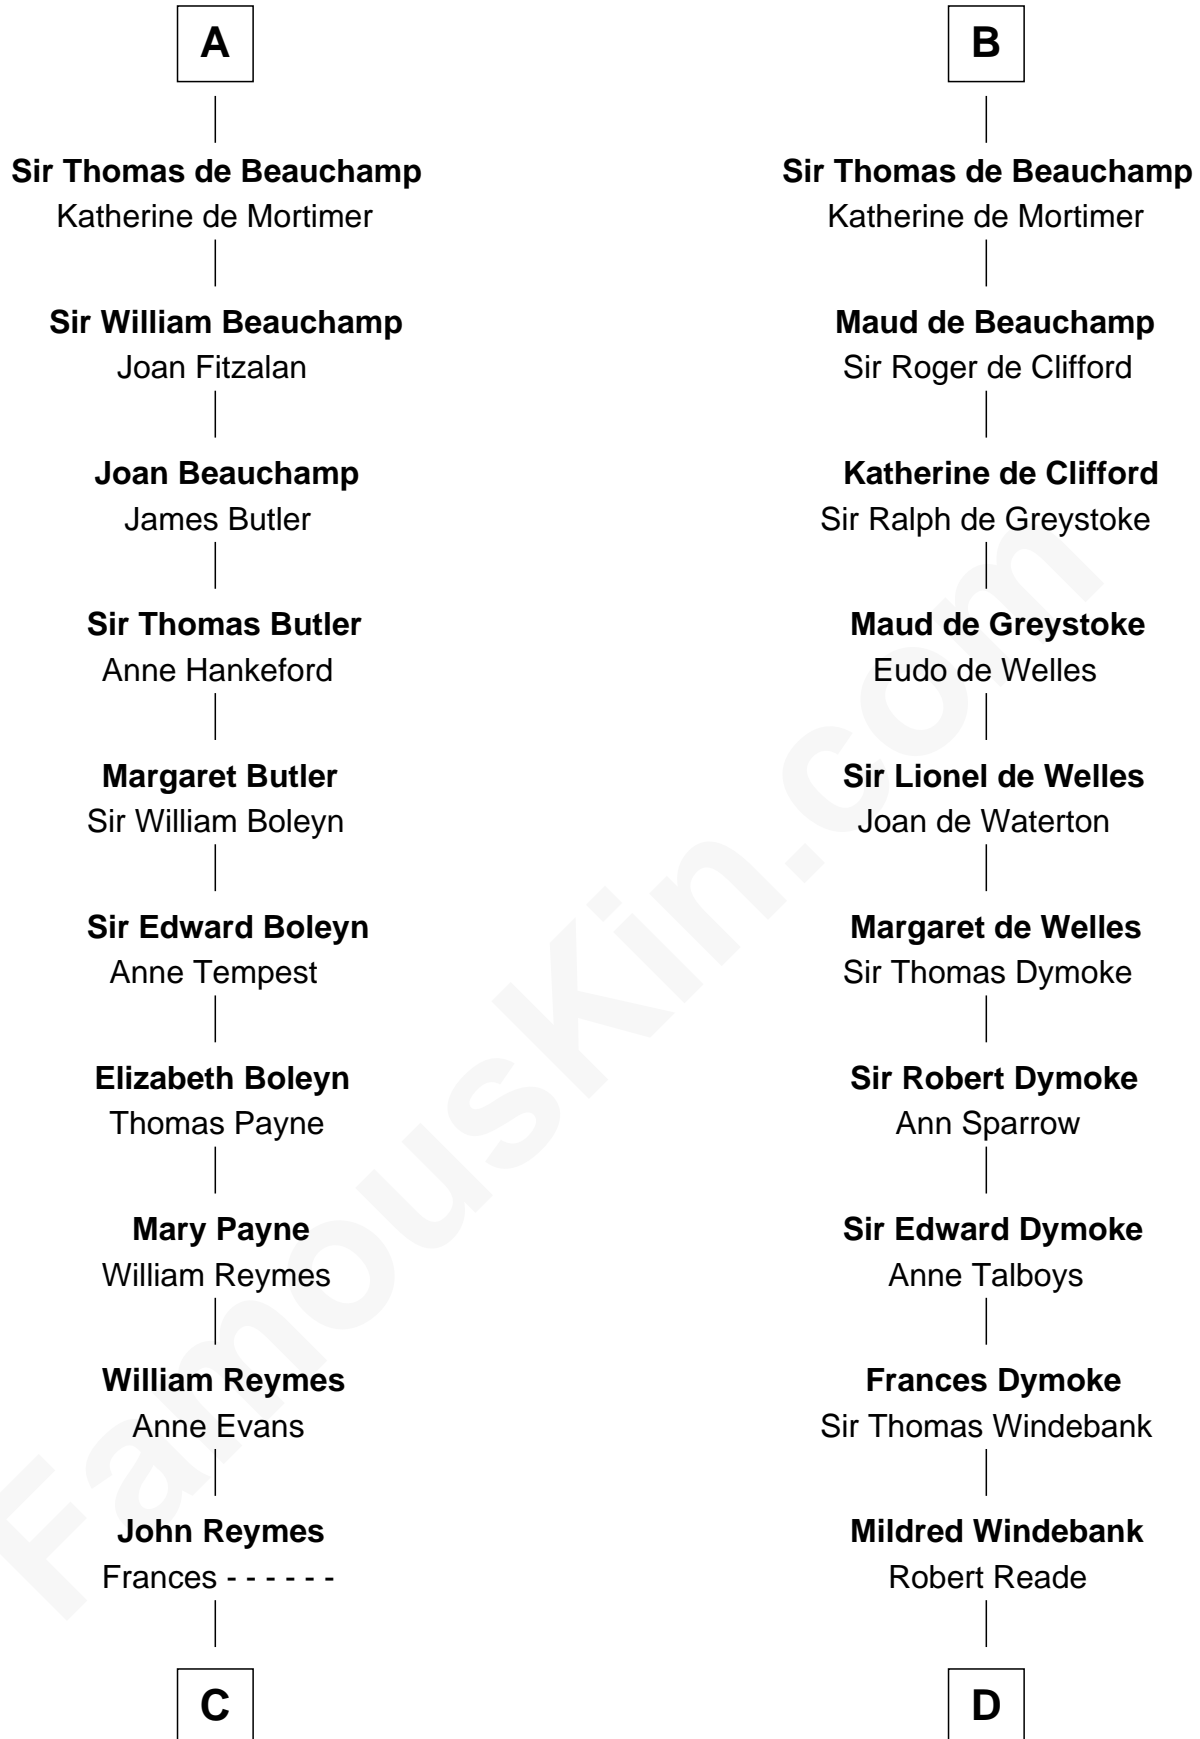 A
Sir Thomas de Beauchamp
Katherine de Mortimer
Sir William Beauchamp
Joan Fitzalan
Joan Beauchamp
James Butler
Sir Thomas Butler
Anne Hankeford
Margaret Butler
Sir William Boleyn
Sir Edward Boleyn
Anne Tempest
Elizabeth Boleyn
Thomas Payne
Mary Payne
William Reymes
William Reymes
Anne Evans
John Reymes
Frances - - - - - -
C
B
Sir Thomas de Beauchamp
Katherine de Mortimer
Maud de Beauchamp
Sir Roger de Clifford
Katherine de Clifford
Sir Ralph de Greystoke
Maud de Greystoke
Eudo de Welles
Sir Lionel de Welles
Joan de Waterton
Margaret de Welles
Sir Thomas Dymoke
Sir Robert Dymoke
Ann Sparrow
Sir Edward Dymoke
Anne Talboys
Frances Dymoke
Sir Thomas Windebank
Mildred Windebank
Robert Reade
D
FamousKin.com